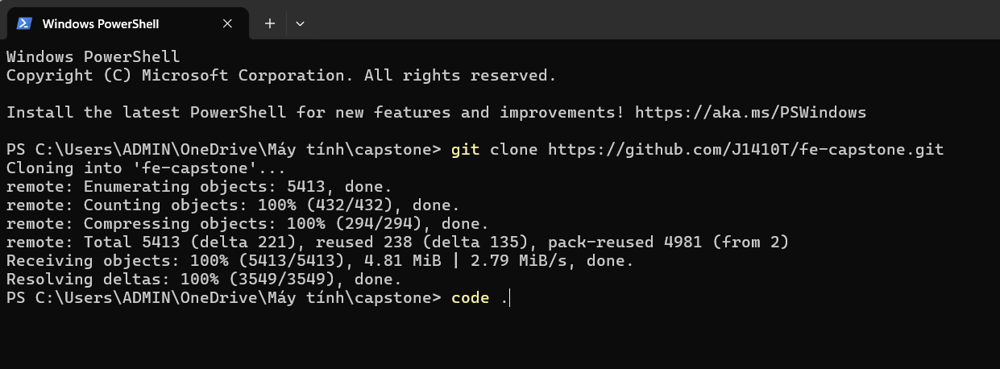 Windows PowerShell
Windows PowerShell
Copyright (C) Microsoft Corporation. All rights reserved.
Install the latest PowerShell for new features and improvements! https://aka.ms/PSWindows
PS C:\Users\ADMIN\OneDrive\Máy tính\capstone> git clone https://github.com/J1410T/fe-capstone.git
Cloning into 'fe-capstone'...
remote: Enumerating objects: 5413, done.
remote: Counting objects: 100% (432/432), done.
remote: Compressing objects: 100% (294/294), done.
remote: Total 5413 (delta 221), reused 238 (delta 135), pack-reused 4981 (from 2)
Receiving objects: 100% (5413/5413), 4.81 MiB | 2.79 MiB/s, done.
Resolving deltas: 100% (3549/3549), done.
PS C:\Users\ADMIN\OneDrive\Máy tính\capstone> code .